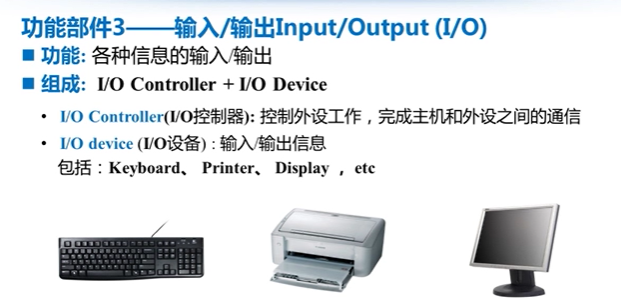 功能部件3——输入/输出Input/Output (I/O)
■ 功能: 各种信息的输入/输出
■ 组成: I/O Controller + I/O Device
• I/O Controller(I/O控制器): 控制外设工作，完成主机和外设之间的通信
• I/O device (I/O设备) : 输入/输出信息
包括：Keyboard、 Printer、 Display ，etc